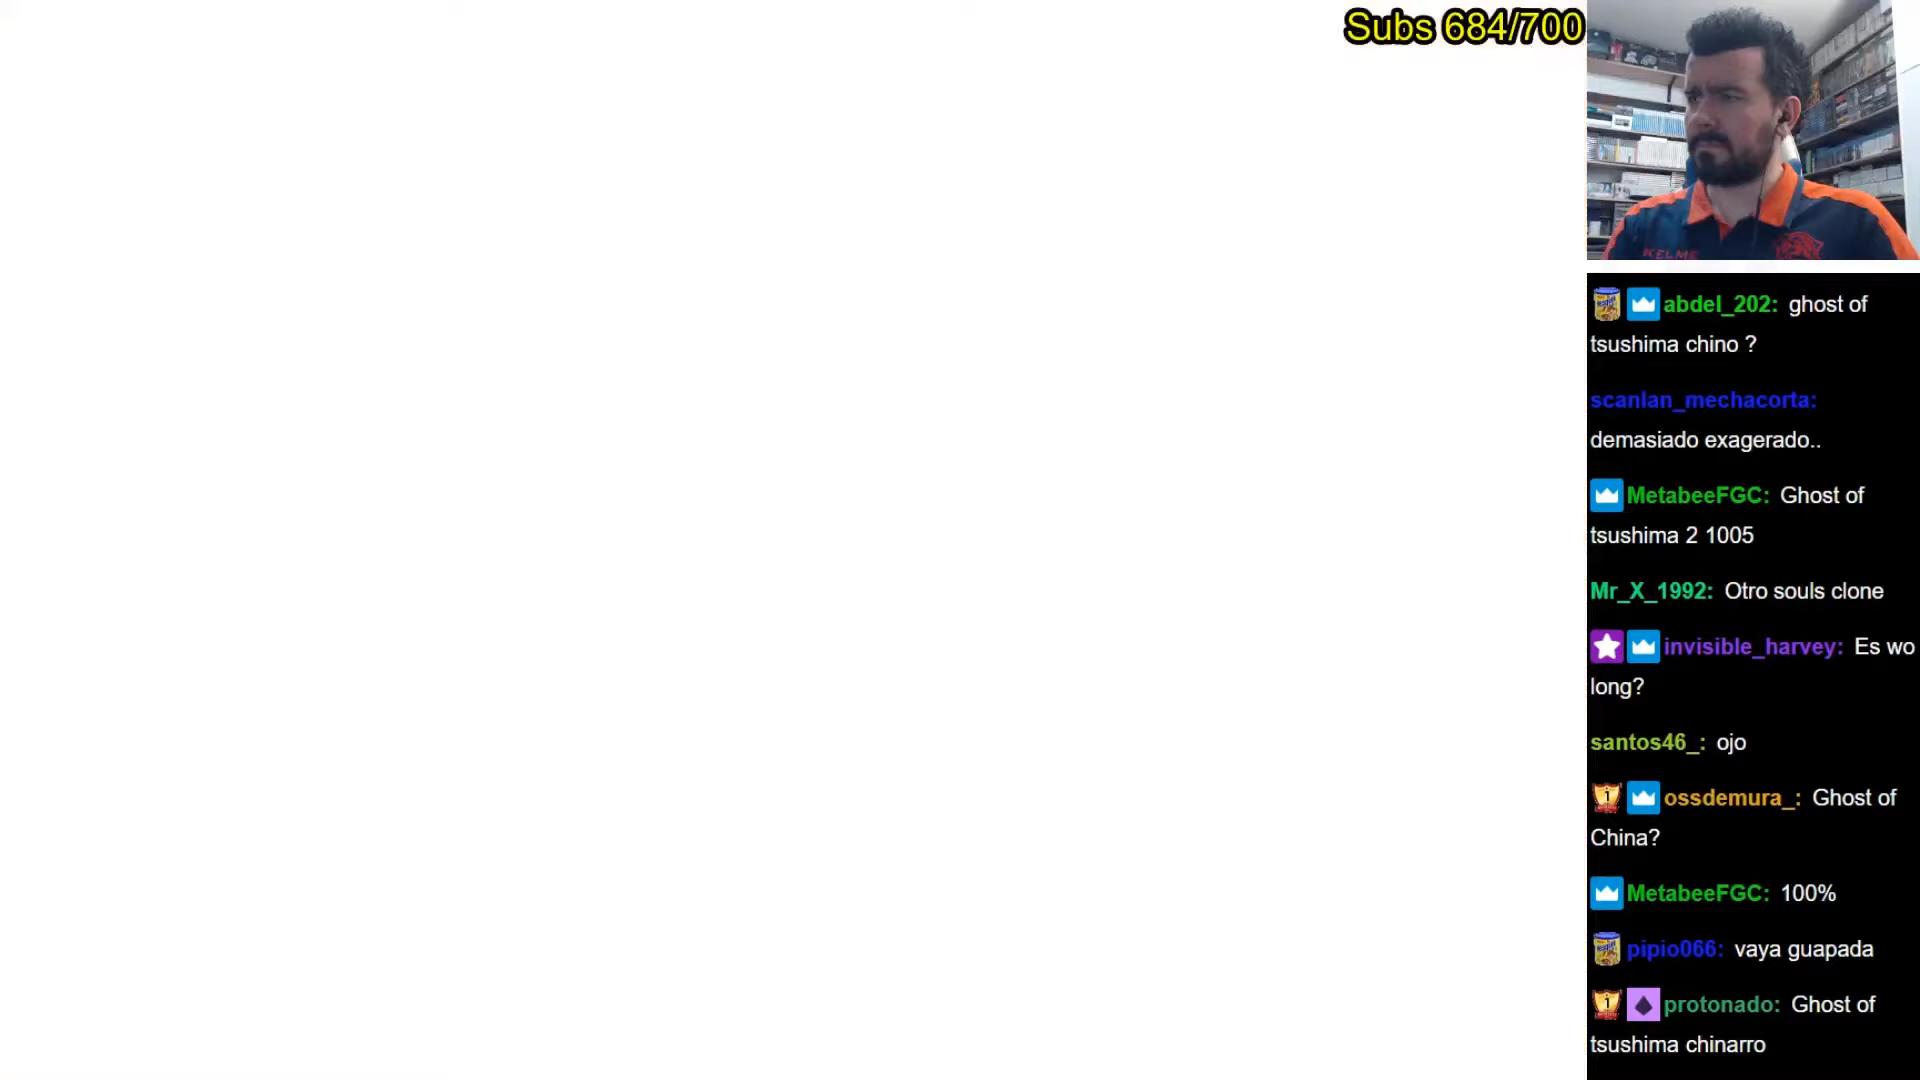 Subs 684/700
KELME
abdel_202: ghost of
tsushima chino ?
scanlan_mechacorta:
demasiado exagerado..
MetabeeFGC: Ghost of
tsushima 2 1005
Mr_X_1992: Otro souls clone
invisible_harvey: Es wo
long?
santos46_: ojo
ossdemura_: Ghost of
China?
MetabeeFGC: 100%
pipio066: vaya guapada
protonado: Ghost of
tsushima chinarro